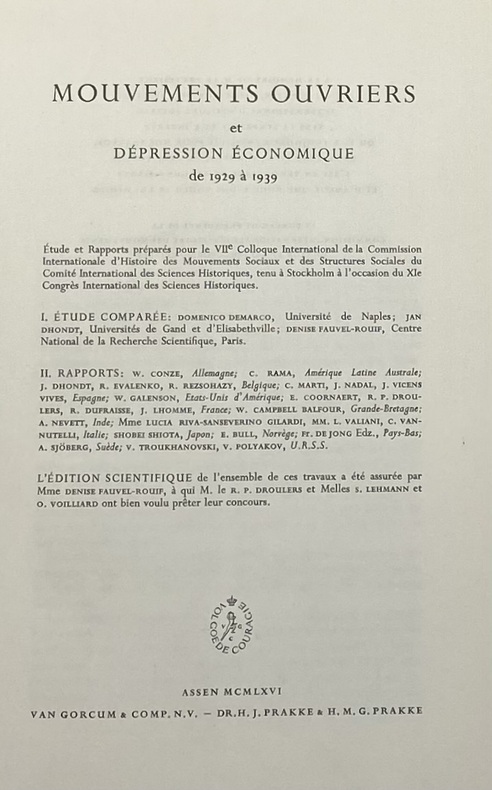 MOUVEMENTS OUVRIERS
et
DÉPRESSION ÉCONOMIQUE
de 1929 à 1939
Étude et Rapports préparés pour le VIIe Colloque International de la Commission
Internationale d'Histoire des Mouvements Sociaux et des Structures Sociales du
Comité International des Sciences Historiques, tenu à Stockholm à l'occasion du XIe
Congrès International des Sciences Historiques.
I. ÉTUDE COMPARÉE: DOMENICO DEMARCO, Université de Naples; JAN
DHONDT, Universités de Gand et d'Elisabethville; DENISE FAUVEL-ROUIF, Centre
National de la Recherche Scientifique, Paris.
II. RAPPORTS: W. CONZE, Allemagne; C. RAMA, Amérique Latine Australe;
J. DHONDT, R. EVALENKO, R. REZSOHAZY, Belgique; C. MARTI, J. NADAL, J. VICENS
VIVES, Espagne; W. GALENSON, Etats-Unis d'Amérique; E. COORNAERT, R. P. DROU-
LERS, R. DUFRAISSE, J. LHOMME, France; W. CAMPBELL BALFOUR, Grande-Bretagne;
A. NEVETT, Inde; Mme LUCIA RIVA-SANSEVERINO GILARDI, MM. L. VALIANI, C. VAN-
NUTELLI, Italie; SHOBEI SHIOTA, Japon; E. BULL, Norvège; FR. DE JONG Edz., Pays-Bas;
A. SJÖBERG, Suède; V. TROUKHANOVSKI, V. POLYAKOV, U.R.S.S.
L'ÉDITION SCIENTIFIQUE de l'ensemble de ces travaux a été assurée par
Mme DENISE FAUVEL-ROUIF, à qui M. le R. P. DROULERS et Melles S. LEHMANN et
O. VOILLIARD ont bien voulu prêter leur concours.
VOL GOEDE COURAGIE
V G
C
ASSEN MCMLXVI
VAN GORCUM & COMP. N.V. – DR. H. J. PRAKKE & H. M. G. PRAKKE